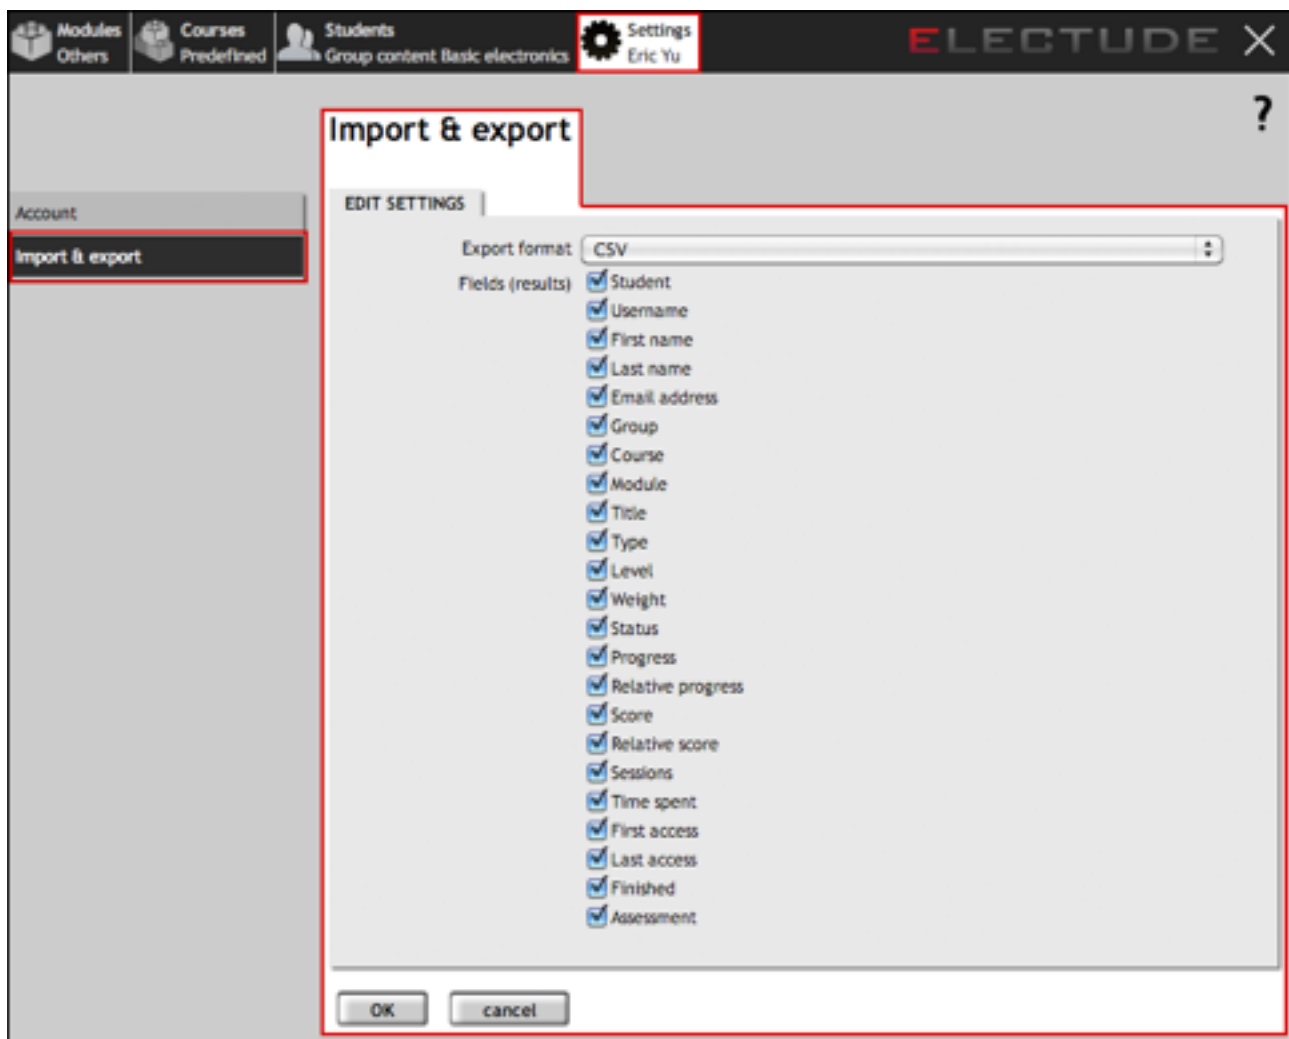 Modules
Others
Courses
Predefined
Students
Group content Basic electronics
Settings
Eric Yu
ELECTUDE
?
Import & export
Account
Import & export
EDIT SETTINGS
Export format CSV
Fields (results) Student
Username
First name
Last name
Email address
Group
Course
Module
Title
Type
Level
Weight
Status
Progress
Relative progress
Score
Relative score
Sessions
Time spent
First access
Last access
Finished
Assessment
OK cancel